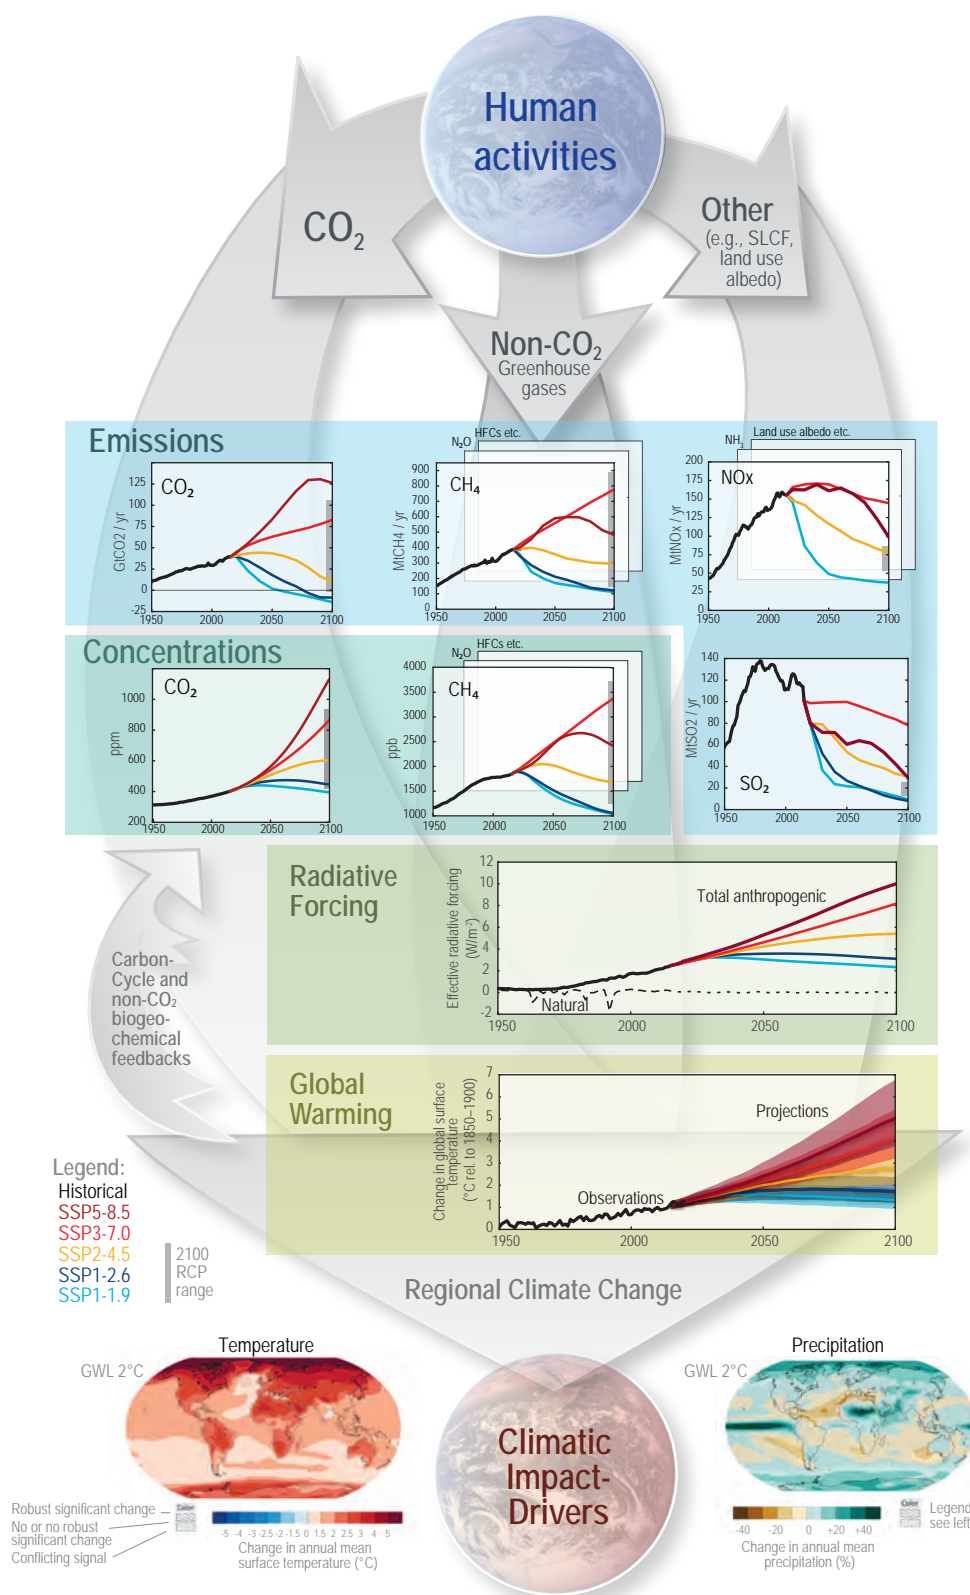 Human
activities
CO₂
Other
(e.g., SLCF,
land use
albedo)
Non-CO₂
Greenhouse
gases
Emissions
CO₂
GtCO2 / yr
125
100
75
50
25
0
-25
1950
2000
2050
2100
N₂O
HFCs etc.
CH₄
MtCH4 / yr
900
800
700
600
500
400
300
200
100
0
1950
2000
2050
2100
NH₃
Land use albedo etc.
NOx
MtNOx / yr
200
175
150
125
100
75
50
25
0
1950
2000
2050
2100
Concentrations
CO₂
ppm
1000
800
600
400
200
1950
2000
2050
2100
N₂O
HFCs etc.
CH₄
ppb
4000
3500
3000
2500
2000
1500
1000
1950
2000
2050
2100
SO₂
MtSO2 / yr
140
120
100
80
60
40
20
0
1950
2000
2050
2100
Radiative
Forcing
Effective radiative forcing
(W/m²)
12
10
8
6
4
2
0
-2
Total anthropogenic
Natural
1950
2000
2050
2100
Carbon-
Cycle and
non-CO₂
biogeo-
chemical
feedbacks
Global
Warming
Change in global surface
temperature
(°C rel. to 1850–1900)
7
6
5
4
3
2
1
0
Projections
Observations
1950
2000
2050
2100
Legend:
Historical
SSP5-8.5
SSP3-7.0
SSP2-4.5
SSP1-2.6
SSP1-1.9
2100
RCP
range
Regional Climate Change
Temperature
GWL 2°C
Precipitation
GWL 2°C
Climatic
Impact-
Drivers
Robust significant change
No or no robust
significant change
Conflicting signal
Color
-5 -3 -2.5 -1.5 0 1.5 2.5 3 4 5
Change in annual mean
surface temperature (°C)
-40 -20 0 +20 +40
Change in annual mean
precipitation (%)
Color
Legend
see left